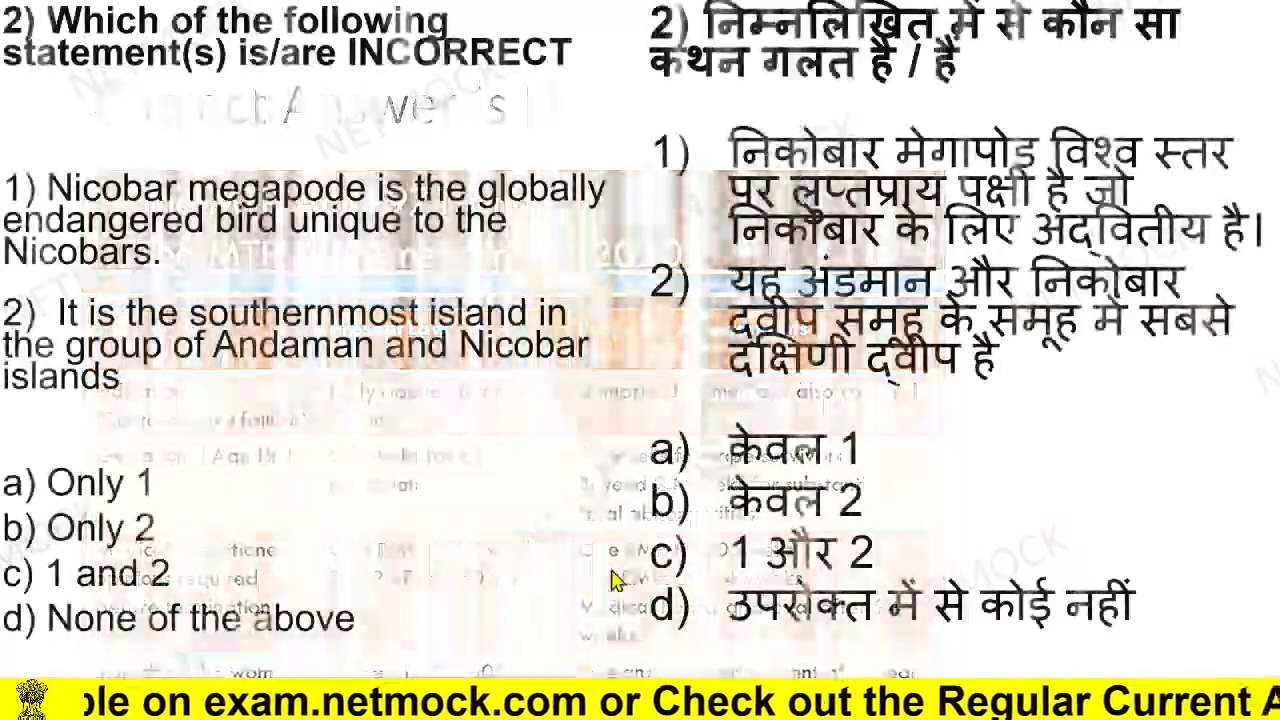 2) Which of the following
statement(s) is/are INCORRECT
1) Nicobar megapode is the globally
endangered bird unique to the
Nicobars.
2) It is the southernmost island in
the group of Andaman and Nicobar
islands
a) Only 1
b) Only 2
c) 1 and 2
d) None of the above
2) निम्नलिखित में से कौन सा
कथन गलत है / हैं
1) निकोबार मेगापोड विश्व स्तर
पर लुप्तप्राय पक्षी है जो
निकोबार के लिए अद्वितीय है।
2) यह अंडमान और निकोबार
द्वीप समूह के समूह में सबसे
दक्षिणी द्वीप है
a) केवल 1
b) केवल 2
c) 1 और 2
d) उपरोक्त में से कोई नहीं
NETMOCK
ble on exam.netmock.com or Check out the Regular Current A